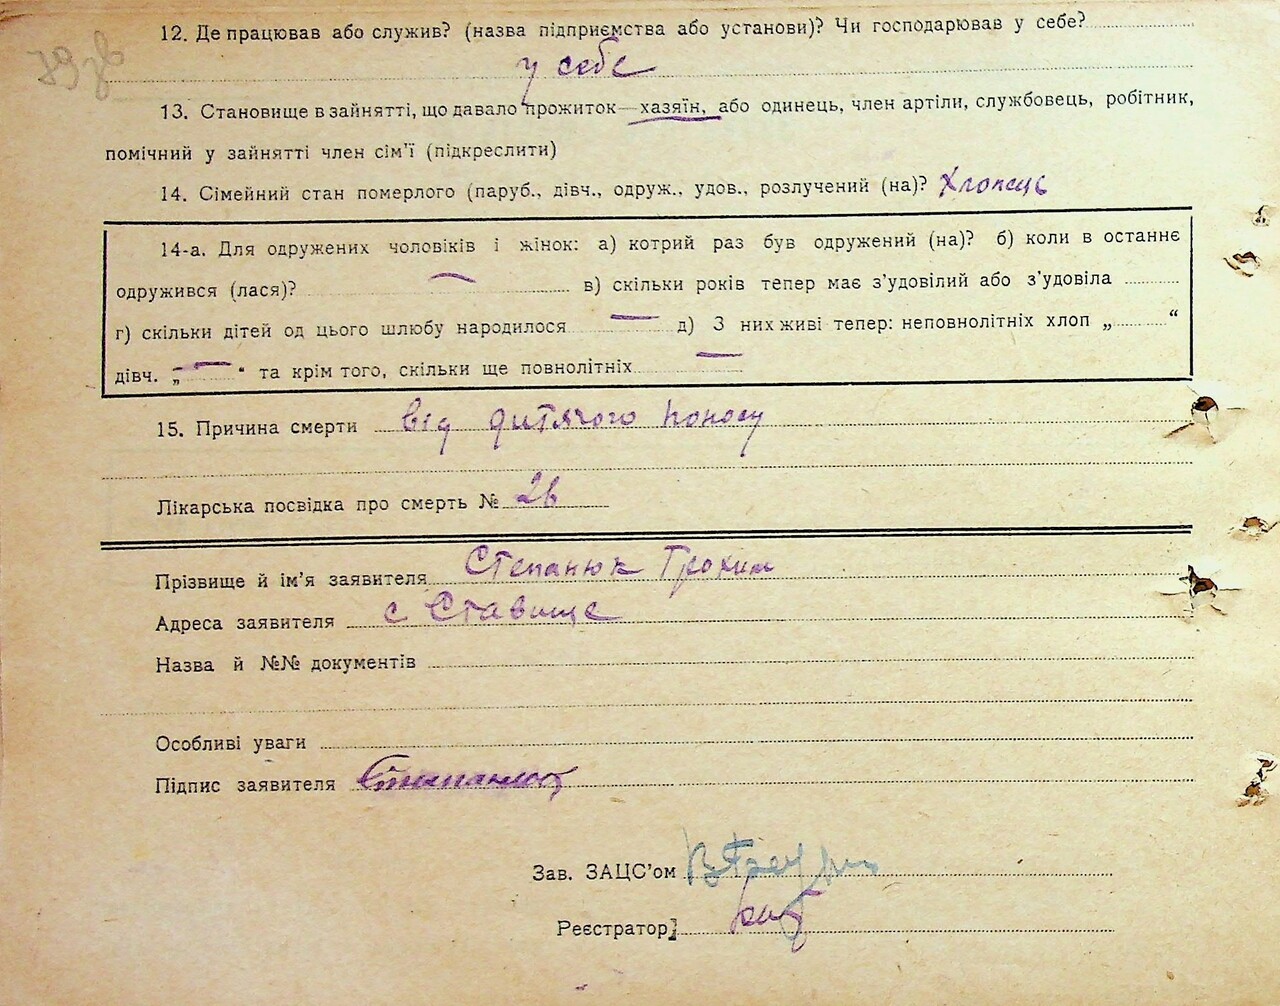 79 зв
12. Де працював або служив? (назва підприємства або установи)? Чи господарював у себе?
у себе
13. Становище в зайнятті, що давало прожиток—хазяїн, або одинець, член артіли, службовець, робітник,
помічний у зайнятті член сім'ї (підкреслити)
14. Сімейний стан померлого (паруб., дівч., одруж., удов., розлучений (на)? Хлопець
14-а. Для одружених чоловіків і жінок: а) котрий раз був одружений (на)? б) коли в останнє
одружився (лася)? — в) скільки років тепер має з'удовілий або з'удовіла
г) скільки дітей од цього шлюбу народилося — д) З них живі тепер: неповнолітніх хлоп „ “
дівч. „ — “ та крім того, скільки ще повнолітніх —
15. Причина смерти від дитячого поносу
Лікарська посвідка про смерть № 26
Прізвище й ім'я заявителя Степанюк Трохим
Адреса заявителя с Ставище
Назва й №№ документів
Особливі уваги
Підпис заявителя Степанюк
Зав. ЗАЦС'ом
Реєстратор